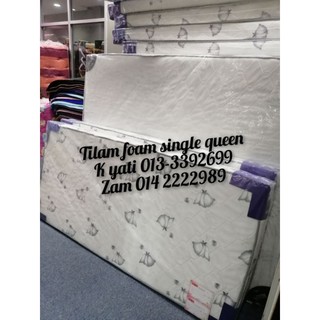 Tilam foam single queen
K yati 013-3392699
Zam 014 2222989